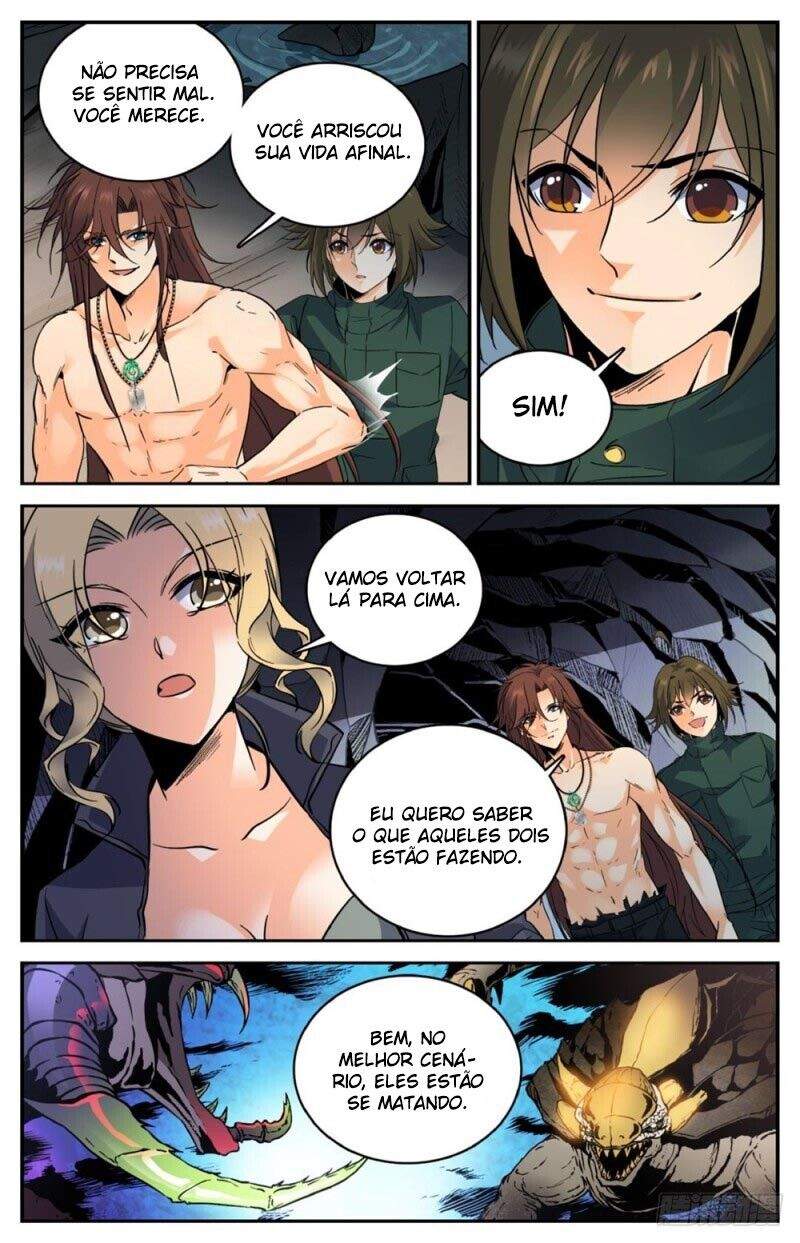 NÃO PRECISA
SE SENTIR MAL.
VOCÊ MERECE.
VOCÊ ARRISCOU
SUA VIDA AFINAL.
SIM!
VAMOS VOLTAR
LÁ PARA CIMA.
EU QUERO SABER
O QUE AQUELES DOIS
ESTÃO FAZENDO.
BEM, NO
MELHOR CENÁ-
RIO, ELES ESTÃO
SE MATANDO.